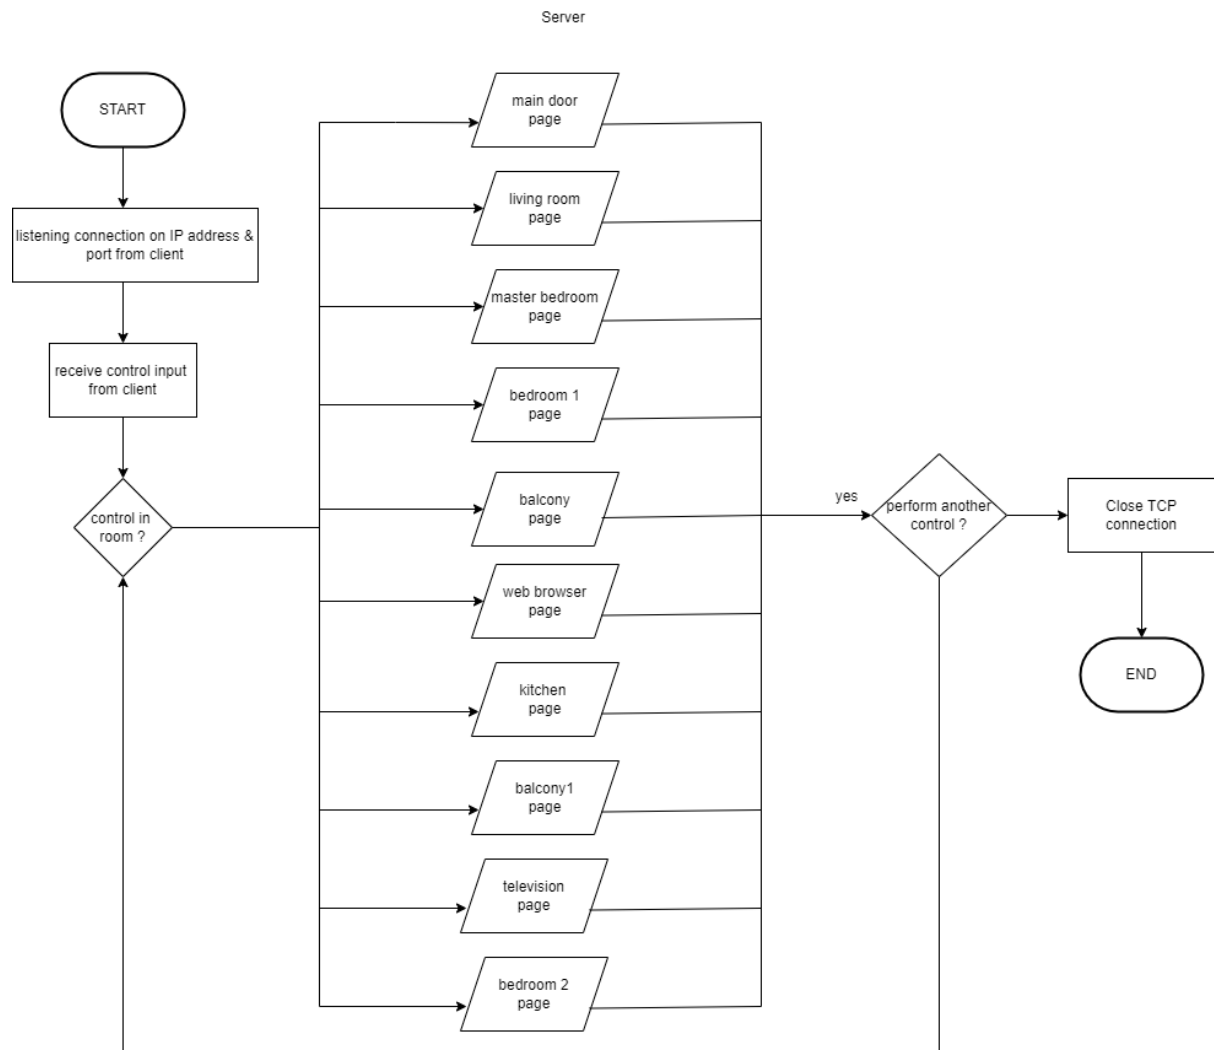 Server
START
listening connection on IP address &
port from client
receive control input
from client
control in
room ?
main door
page
living room
page
master bedroom
page
bedroom 1
page
balcony
page
web browser
page
kitchen
page
balcony1
page
television
page
bedroom 2
page
yes
perform another
control ?
Close TCP
connection
END